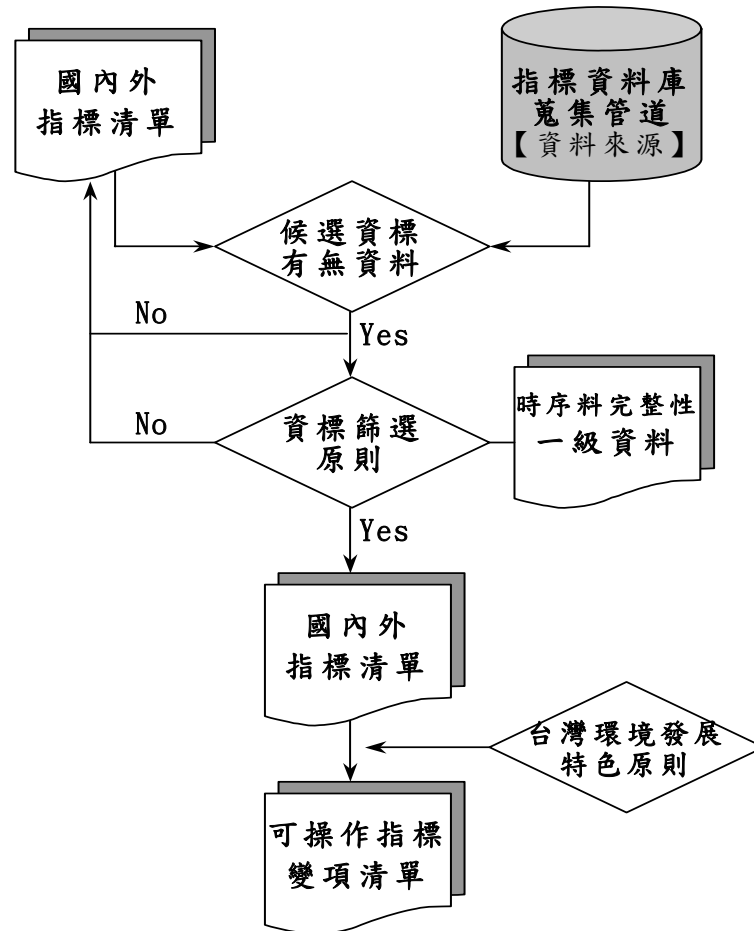 國內外
指標清單
指標資料庫
蒐集管道
【資料來源】
候選資標
有無資料
No
Yes
時序料完整性
一級資料
No
資標篩選
原則
Yes
國內外
指標清單
台灣環境發展
特色原則
可操作指標
變項清單